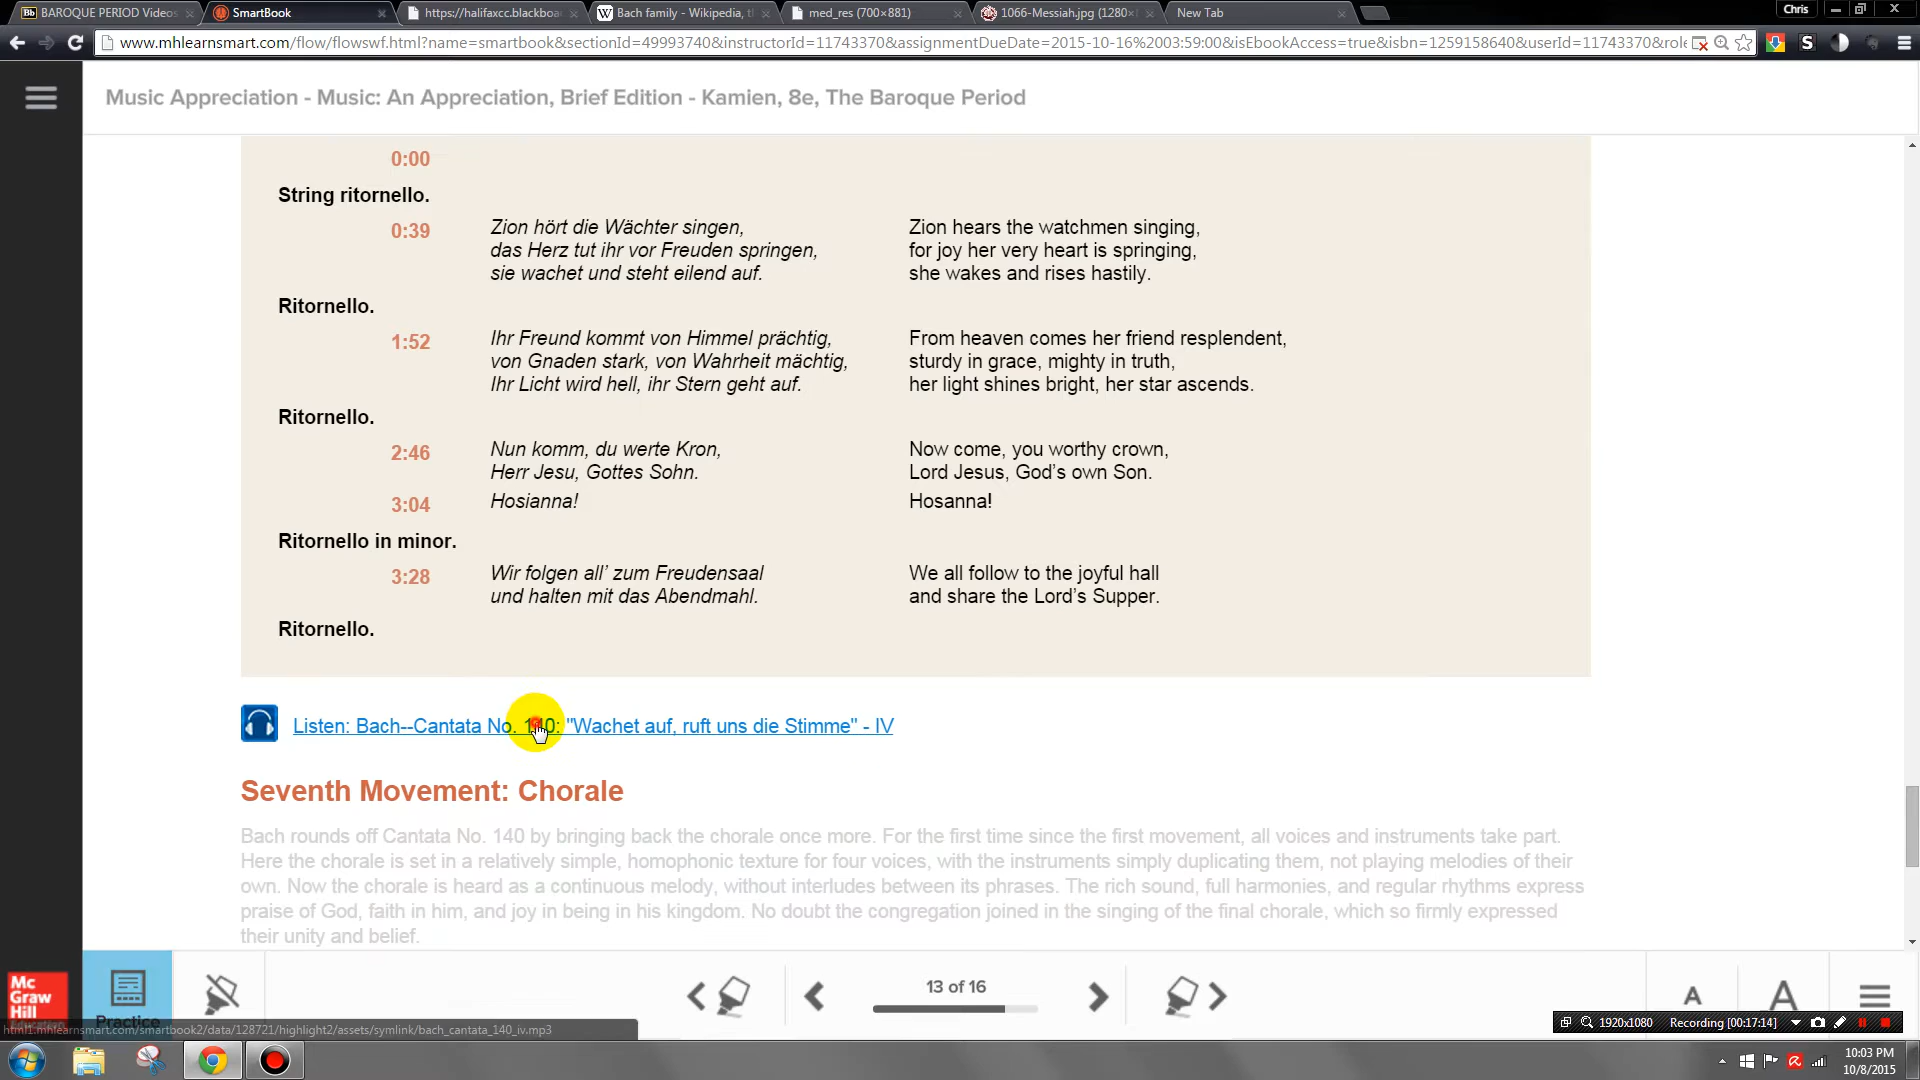 BAROQUE PERIOD Videos
SmartBook
https://halifaxcc.blackboa
Bach family - Wikipedia, t
med_res (700×881)
1066-Messiah.jpg (1280×
New Tab
Chris
www.mhlearnsmart.com/flow/flowswf.html?name=smartbook&sectionId=49993740&instructorId=11743370&assignmentDueDate=2015-10-16%2003:59:00&isEbookAccess=true&isbn=1259158640&userId=11743370&role
Music Appreciation - Music: An Appreciation, Brief Edition - Kamien, 8e, The Baroque Period
0:00
String ritornello.
0:39 Zion hört die Wächter singen, Zion hears the watchmen singing,
das Herz tut ihr vor Freuden springen, for joy her very heart is springing,
sie wachet und steht eilend auf. she wakes and rises hastily.
Ritornello.
1:52 Ihr Freund kommt von Himmel prächtig, From heaven comes her friend resplendent,
von Gnaden stark, von Wahrheit mächtig, sturdy in grace, mighty in truth,
Ihr Licht wird hell, ihr Stern geht auf. her light shines bright, her star ascends.
Ritornello.
2:46 Nun komm, du werte Kron, Now come, you worthy crown,
Herr Jesu, Gottes Sohn. Lord Jesus, God's own Son.
3:04 Hosianna! Hosanna!
Ritornello in minor.
3:28 Wir folgen all' zum Freudensaal We all follow to the joyful hall
und halten mit das Abendmahl. and share the Lord's Supper.
Ritornello.
Listen: Bach--Cantata No. 140: "Wachet auf, ruft uns die Stimme" - IV
Seventh Movement: Chorale
Bach rounds off Cantata No. 140 by bringing back the chorale once more. For the first time since the first movement, all voices and instruments take part.
Here the chorale is set in a relatively simple, homophonic texture for four voices, with the instruments simply duplicating them, not playing melodies of their
own. Now the chorale is heard as a continuous melody, without interludes between its phrases. The rich sound, full harmonies, and regular rhythms express
praise of God, faith in him, and joy in being in his kingdom. No doubt the congregation joined in the singing of the final chorale, which so firmly expressed
their unity and belief.
Mc
Graw
Hill
Education
Practice
13 of 16
A
A
html1.mhlearnsmart.com/smartbook2/data/128721/highlight2/assets/symlink/bach_cantata_140_iv.mp3
1920x1080 Recording [00:17:14]
10:03 PM
10/8/2015